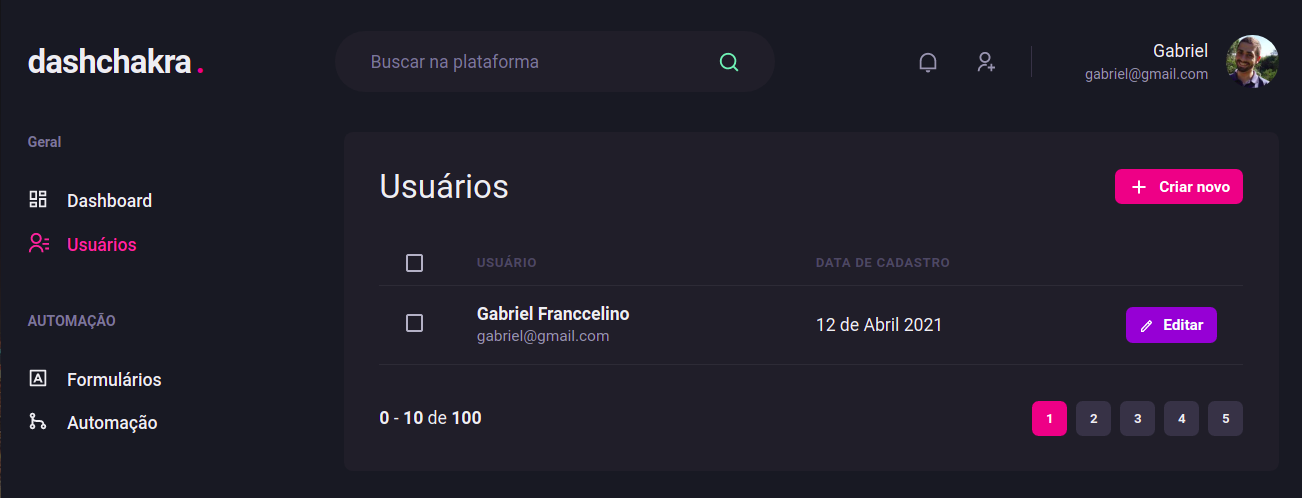 dashchakra.
Buscar na plataforma
Gabriel
gabriel@gmail.com
Geral
Dashboard
Usuários
AUTOMAÇÃO
Formulários
Automação
Usuários
Criar novo
USUÁRIO DATA DE CADASTRO
Gabriel Franccelino
gabriel@gmail.com
12 de Abril 2021
Editar
0 - 10 de 100
1 2 3 4 5